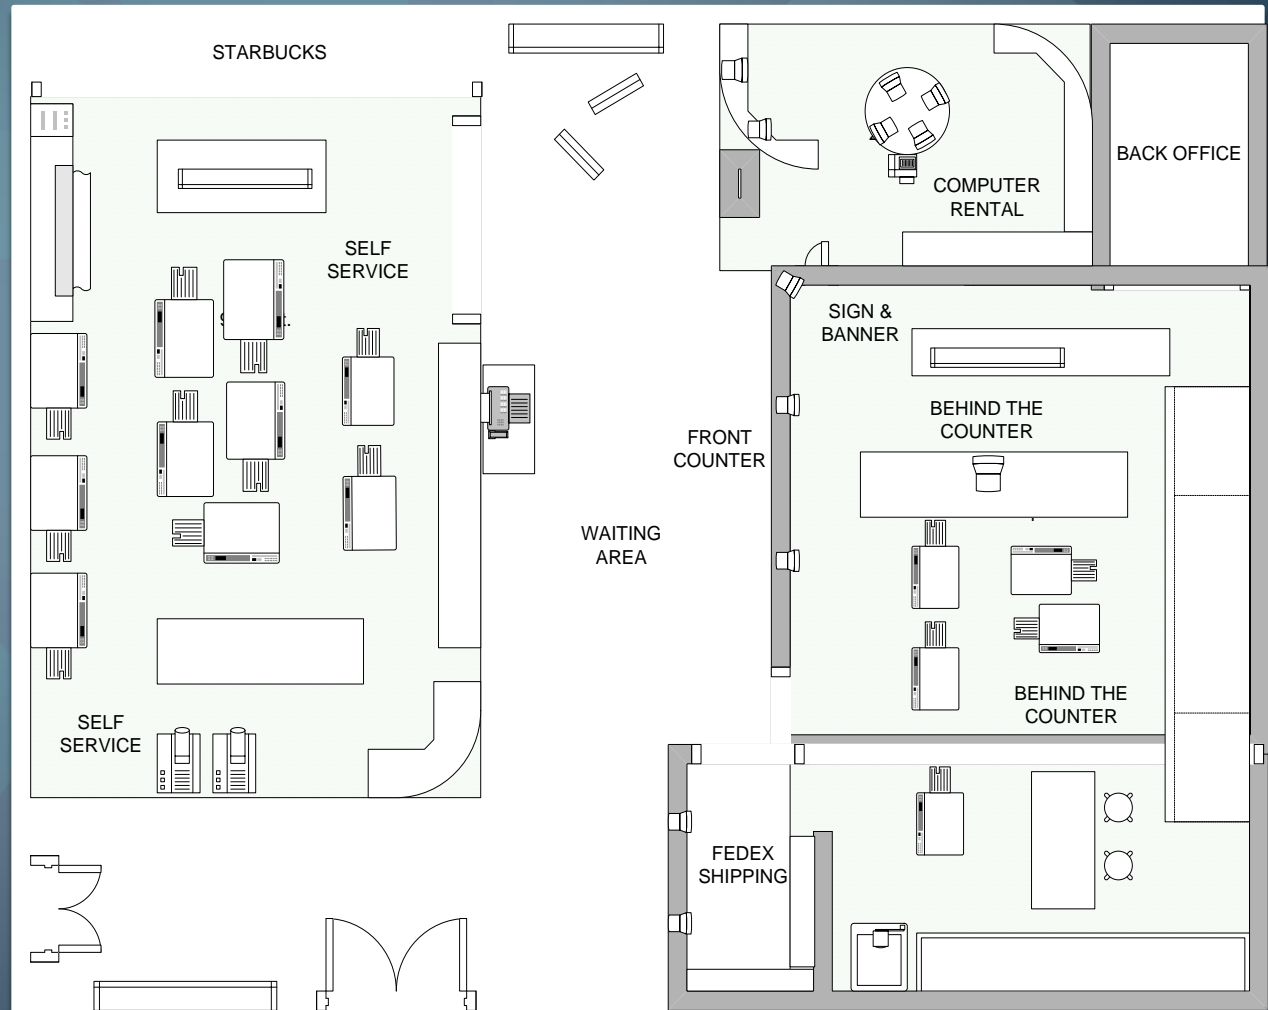 STARBUCKS
BACK OFFICE
COMPUTER
RENTAL
SELF
SERVICE
SIGN &
BANNER
BEHIND THE
COUNTER
FRONT
COUNTER
WAITING
AREA
BEHIND THE
COUNTER
SELF
SERVICE
FEDEX
SHIPPING